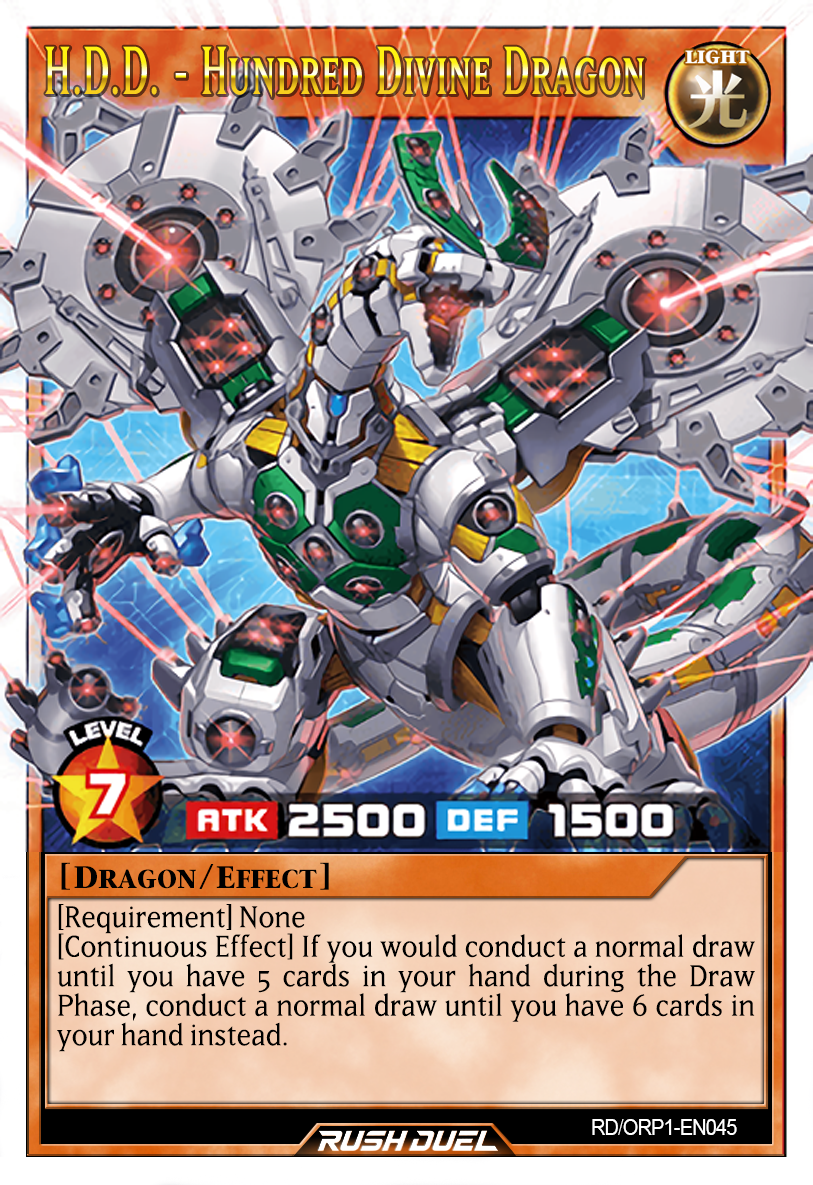 H.D.D. - Hundred Divine Dragon
LIGHT
光
LEVEL
7
ATK 2500 DEF 1500
[Dragon/Effect]
[Requirement] None
[Continuous Effect] If you would conduct a normal draw
until you have 5 cards in your hand during the Draw
Phase, conduct a normal draw until you have 6 cards in
your hand instead.
RD/ORP1-EN045
RUSH DUEL